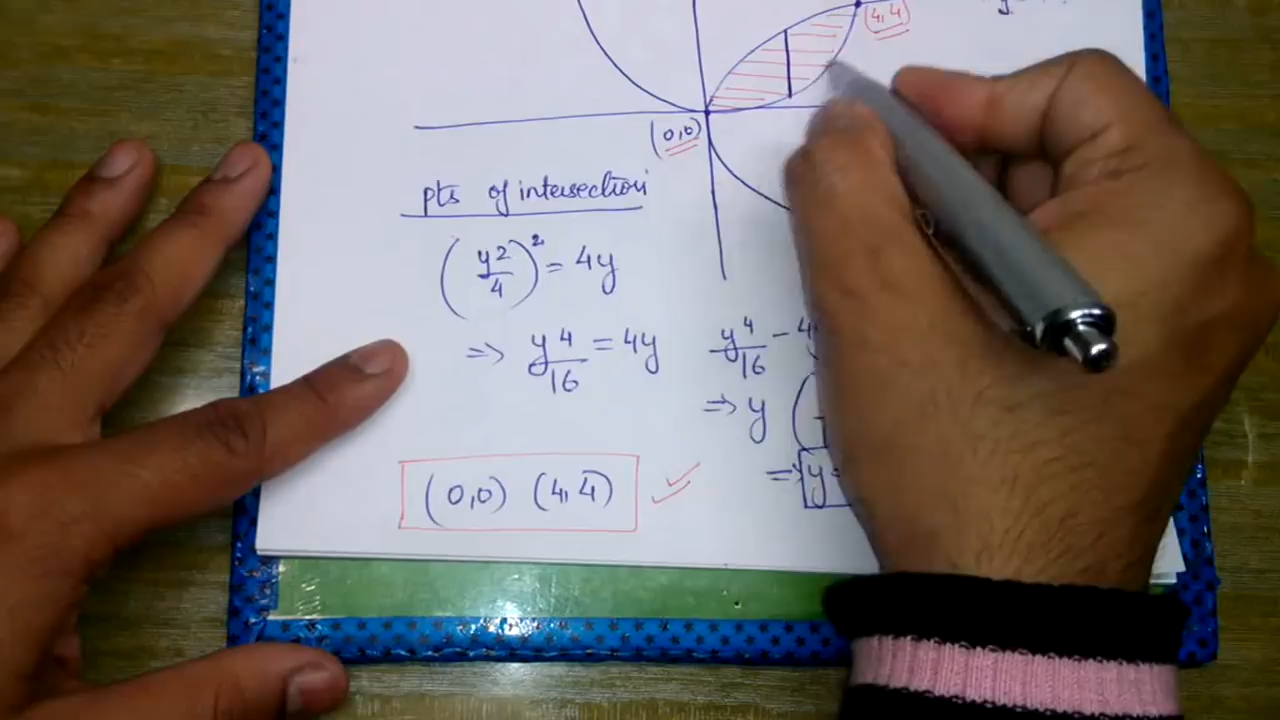 (4,4)
(0,0)
pts of intersection
(y2/4)² = 4y
=> y4/16 = 4y
y4/16 - 4
=> y (
=> y =
(0,0) (4,4)